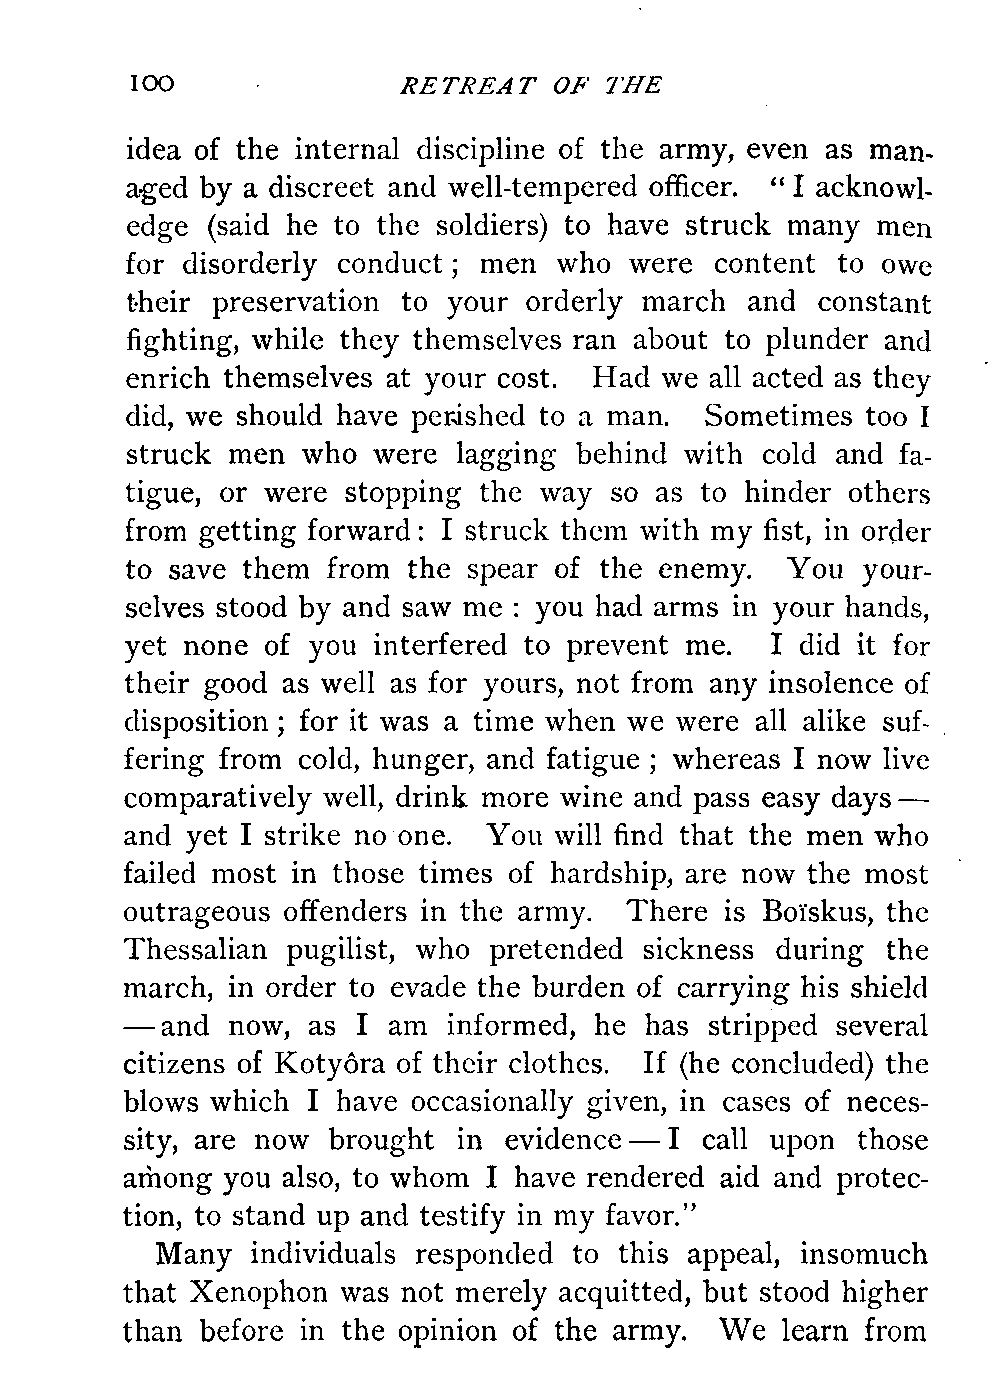 100 RETREAT OF THE
idea of the internal discipline of the army, even as man-
aged by a discreet and well-tempered officer. “I acknowl-
edge (said he to the soldiers) to have struck many men
for disorderly conduct; men who were content to owe
their preservation to your orderly march and constant
fighting, while they themselves ran about to plunder and
enrich themselves at your cost. Had we all acted as they
did, we should have perished to a man. Sometimes too I
struck men who were lagging behind with cold and fa-
tigue, or were stopping the way so as to hinder others
from getting forward: I struck them with my fist, in order
to save them from the spear of the enemy. You your-
selves stood by and saw me: you had arms in your hands,
yet none of you interfered to prevent me. I did it for
their good as well as for yours, not from any insolence of
disposition; for it was a time when we were all alike suf-
fering from cold, hunger, and fatigue; whereas I now live
comparatively well, drink more wine and pass easy days —
and yet I strike no one. You will find that the men who
failed most in those times of hardship, are now the most
outrageous offenders in the army. There is Boïskus, the
Thessalian pugilist, who pretended sickness during the
march, in order to evade the burden of carrying his shield
— and now, as I am informed, he has stripped several
citizens of Kotyôra of their clothes. If (he concluded) the
blows which I have occasionally given, in cases of neces-
sity, are now brought in evidence — I call upon those
among you also, to whom I have rendered aid and protec-
tion, to stand up and testify in my favor.”
Many individuals responded to this appeal, insomuch
that Xenophon was not merely acquitted, but stood higher
than before in the opinion of the army. We learn from